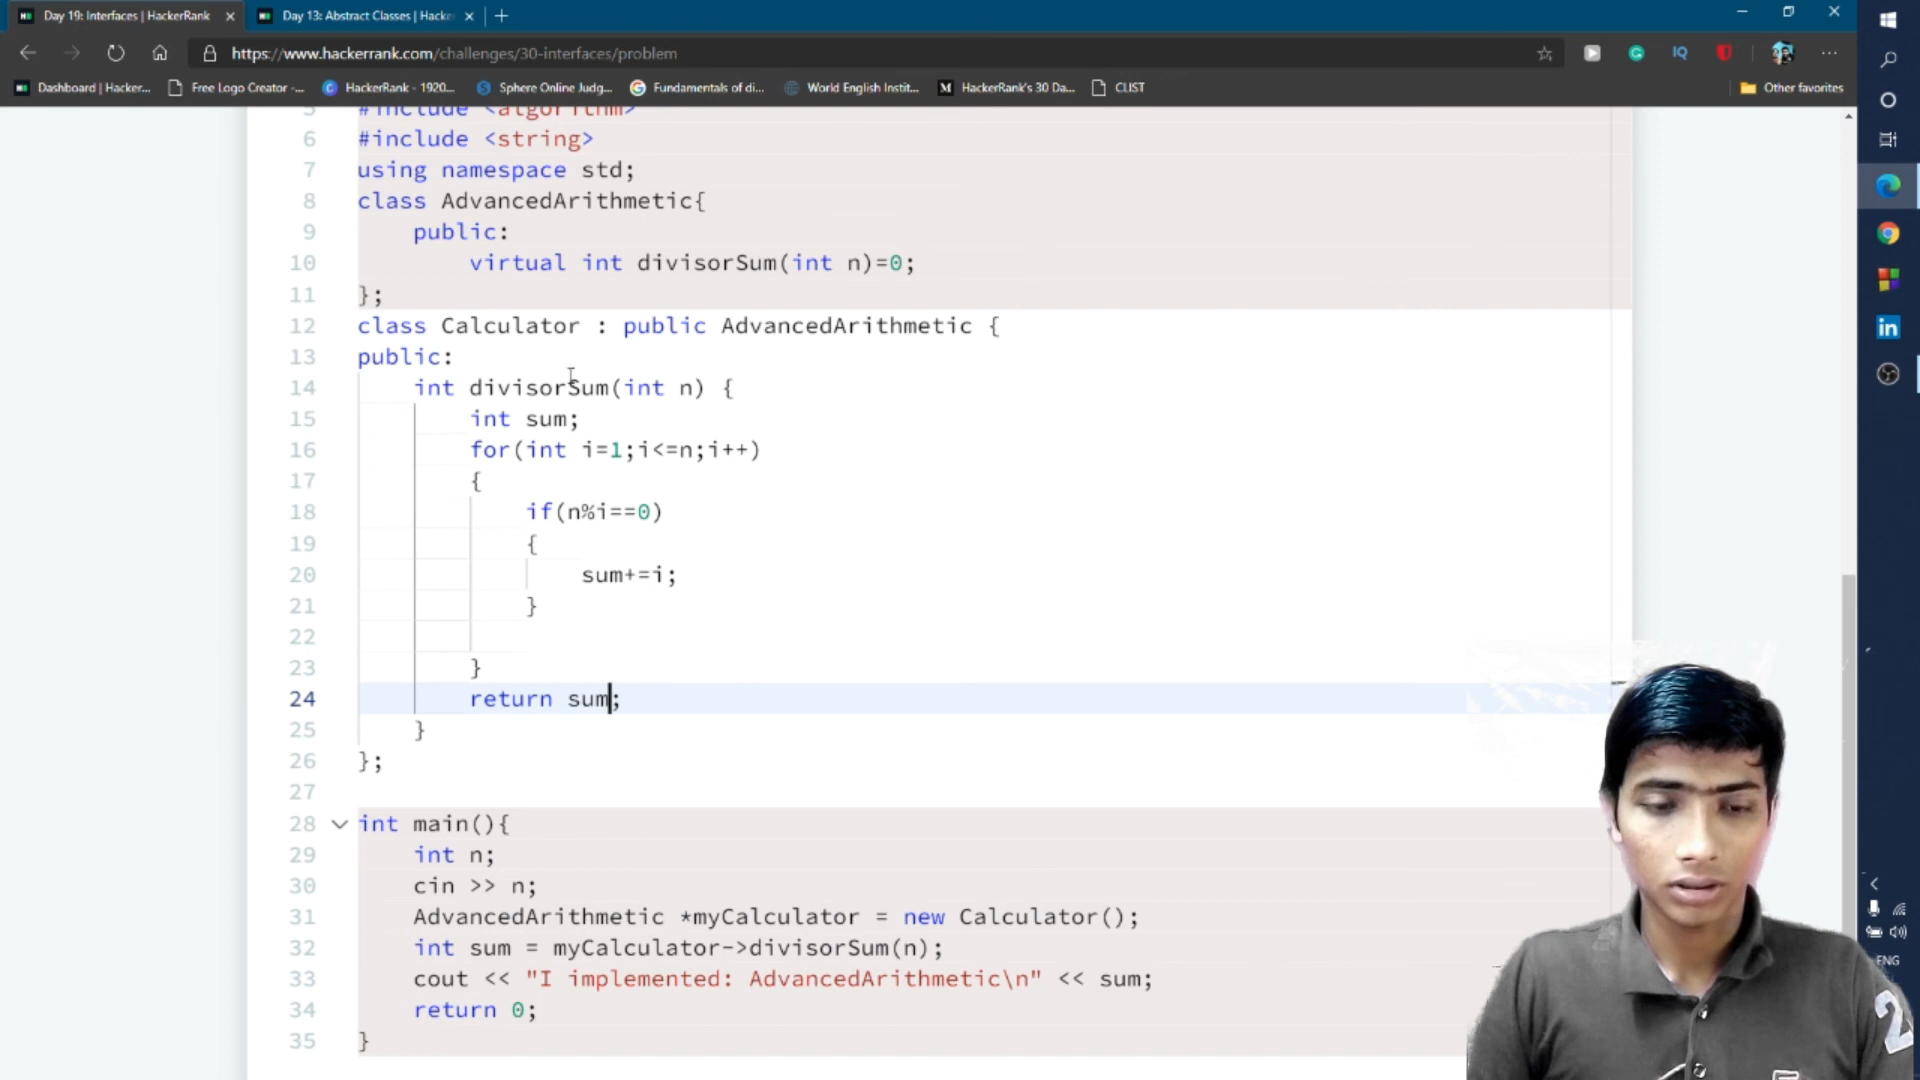 Day 19: Interfaces | HackerRank
Day 13: Abstract Classes | Hacke
https://www.hackerrank.com/challenges/30-interfaces/problem
Dashboard | Hacker...
Free Logo Creator -...
HackerRank - 1920...
Sphere Online Judg...
Fundamentals of di...
World English Instit...
HackerRank's 30 Da...
CLIST
Other favorites
5 #include <algorithm>
6 #include <string>
7 using namespace std;
8 class AdvancedArithmetic{
9 public:
10 virtual int divisorSum(int n)=0;
11 };
12 class Calculator : public AdvancedArithmetic {
13 public:
14 int divisorSum(int n) {
15 int sum;
16 for(int i=1;i<=n;i++)
17 {
18 if(n%i==0)
19 {
20 sum+=i;
21 }
22
23 }
24 return sum;
25 }
26 };
27
28 int main(){
29 int n;
30 cin >> n;
31 AdvancedArithmetic *myCalculator = new Calculator();
32 int sum = myCalculator->divisorSum(n);
33 cout << "I implemented: AdvancedArithmetic\n" << sum;
34 return 0;
35 }
in
ENG
2